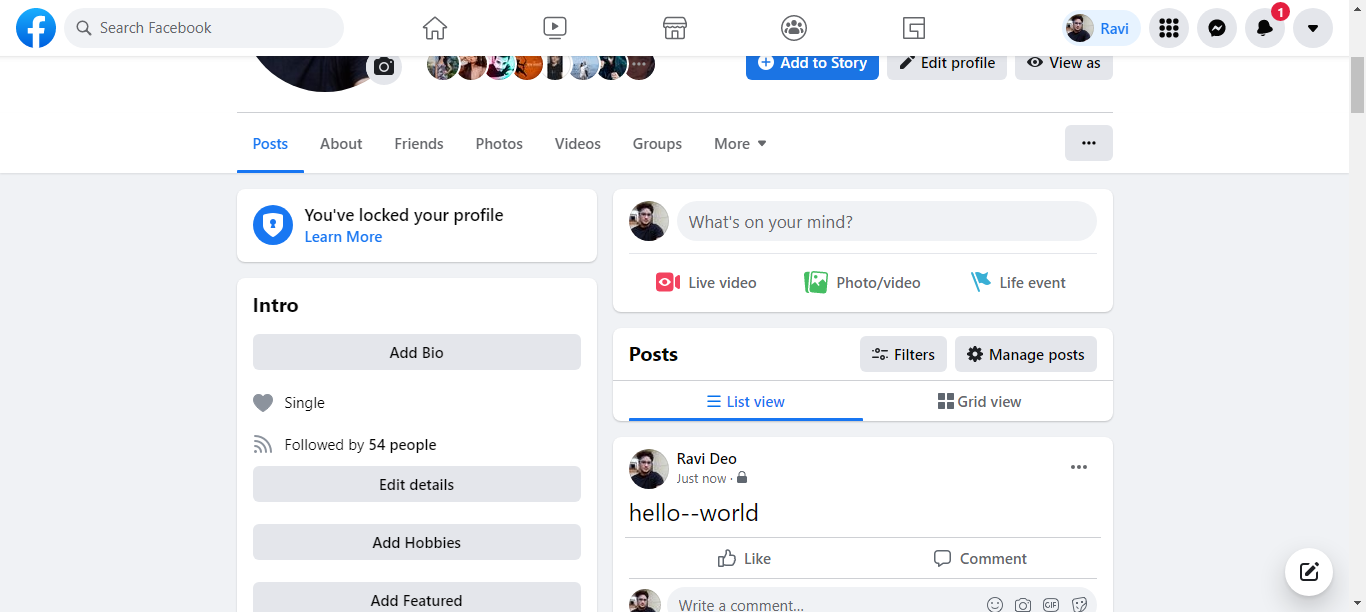 Search Facebook
Ravi
1
Add to Story
Edit profile
View as
Posts
About
Friends
Photos
Videos
Groups
More
You've locked your profile
Learn More
Intro
Add Bio
Single
Followed by 54 people
Edit details
Add Hobbies
Add Featured
What's on your mind?
Live video
Photo/video
Life event
Posts
Filters
Manage posts
List view
Grid view
Ravi Deo
Just now ·
hello--world
Like
Comment
Write a comment...
GIF